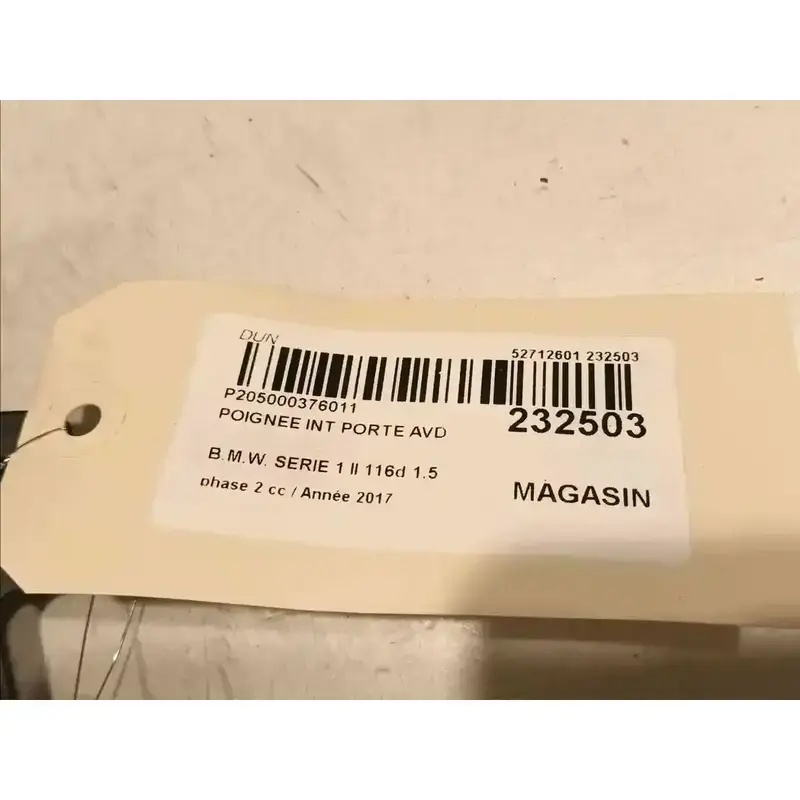 DUN
52712601 232503
P205000376011
232503
POIGNEE INT PORTE AVD
B.M.W. SERIE 1 II 116d 1.5
phase 2 cc / Année 2017
MAGASIN